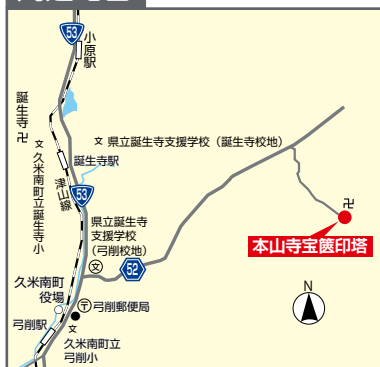 53
小原駅
誕生寺
卍
文 県立誕生寺支援学校（誕生寺校地）
文 久米南町立誕生寺小
誕生寺駅
津山線
53
県立誕生寺
支援学校
（弓削校地）
文
52
卍
本山寺宝篋印塔
久米南町
役場
〒 弓削郵便局
弓削駅
文
久米南町立
弓削小
N